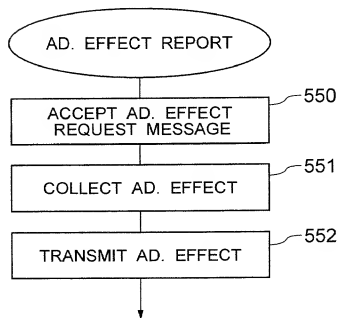 AD. EFFECT REPORT
550
ACCEPT AD. EFFECT
REQUEST MESSAGE
551
COLLECT AD. EFFECT
552
TRANSMIT AD. EFFECT